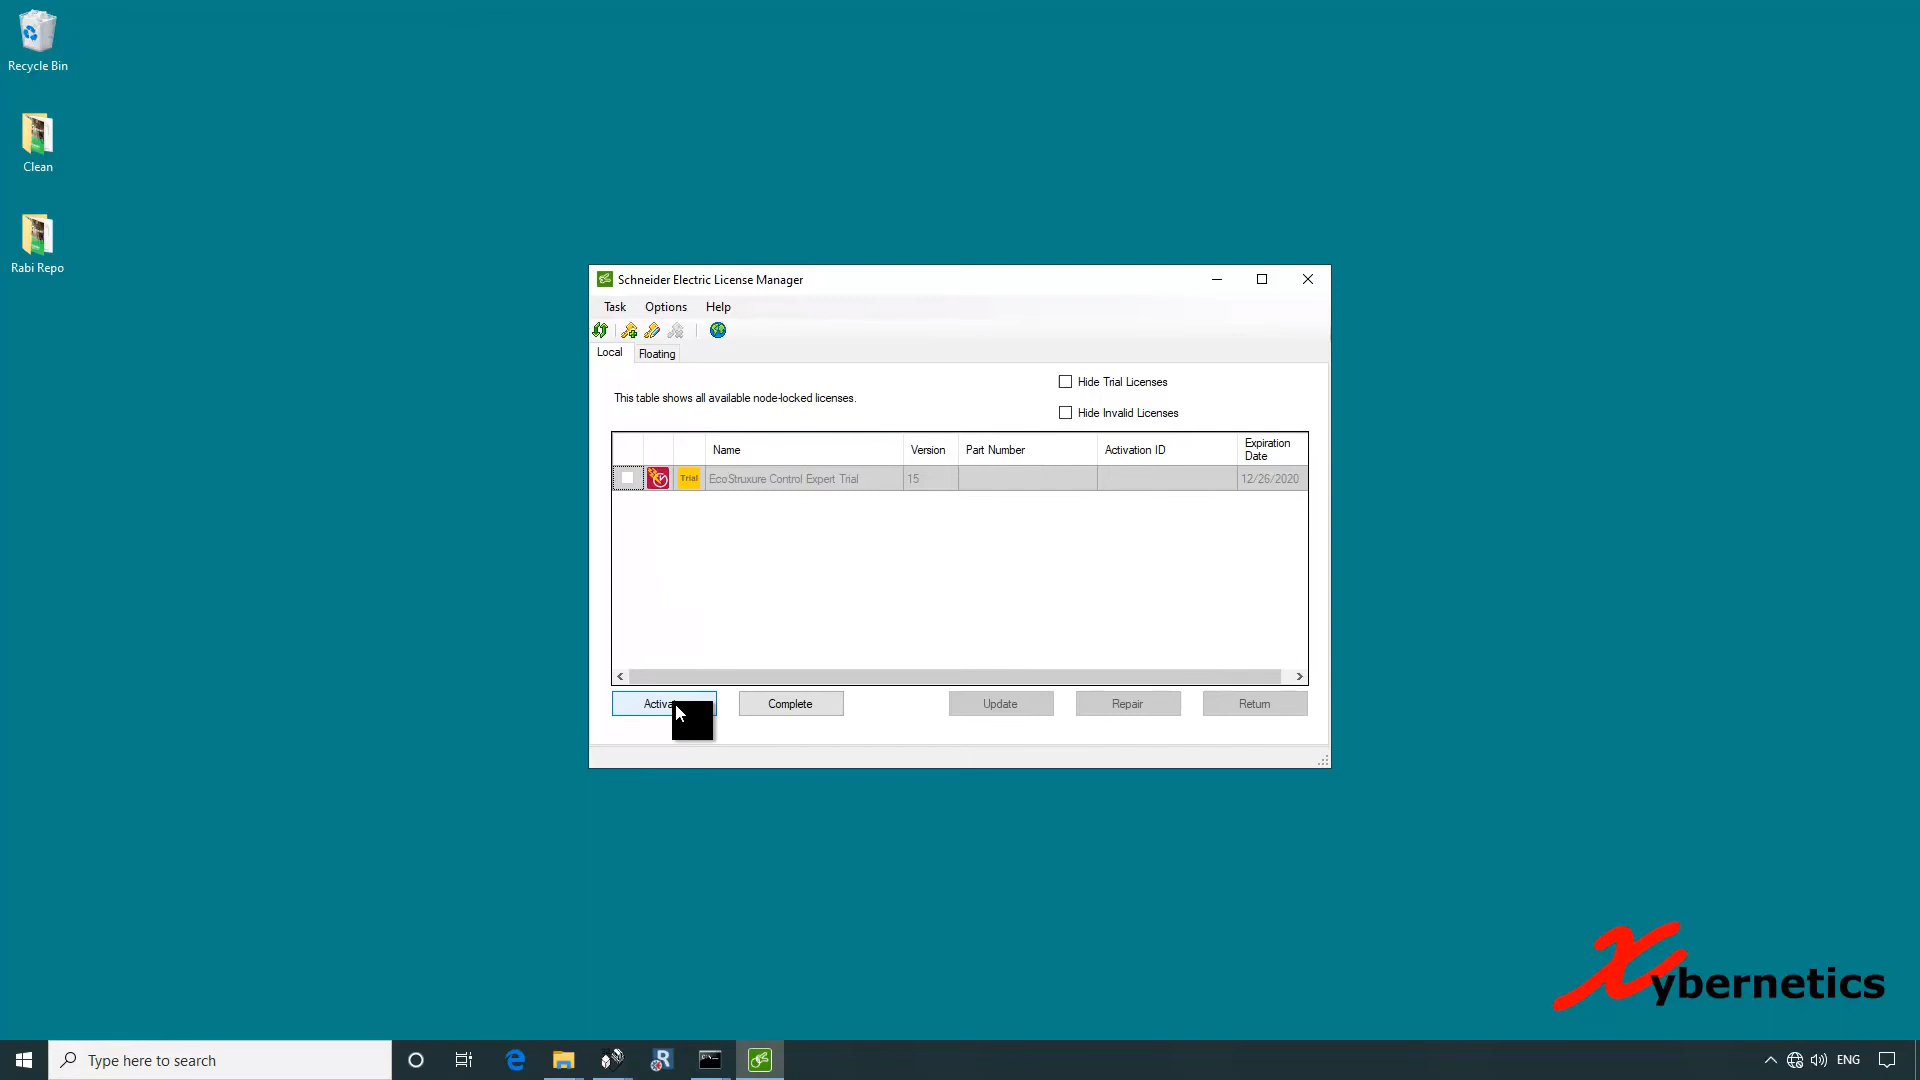 Recycle Bin
Clean
Rabi Repo
Schneider Electric License Manager
Task Options Help
Local Floating
This table shows all available node-locked licenses.
Hide Trial Licenses
Hide Invalid Licenses
Name Version Part Number Activation ID Expiration Date
Trial EcoStruxure Control Expert Trial 15 12/26/2020
Complete Update Repair Return
Xybernetics
Type here to search
ENG